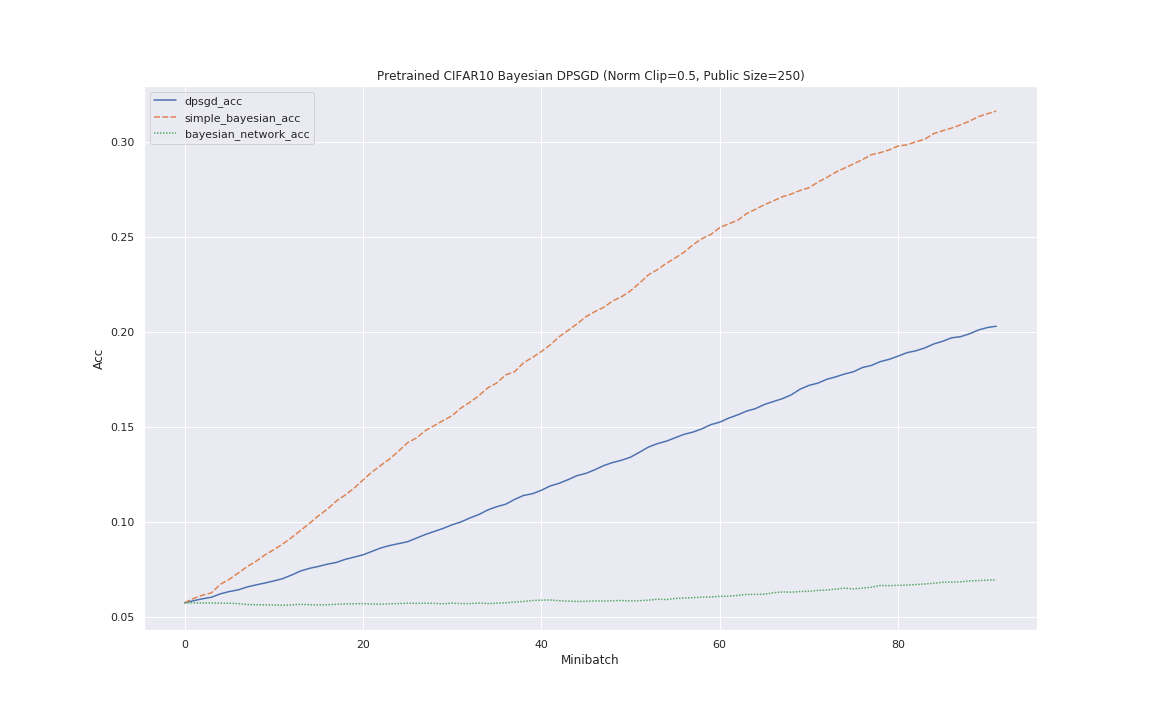 Pretrained CIFAR10 Bayesian DPSGD (Norm Clip=0.5, Public Size=250)
dpsgd_acc
simple_bayesian_acc
bayesian_network_acc
0.30
0.25
0.20
0.15
0.10
0.05
Acc
0 20 40 60 80
Minibatch